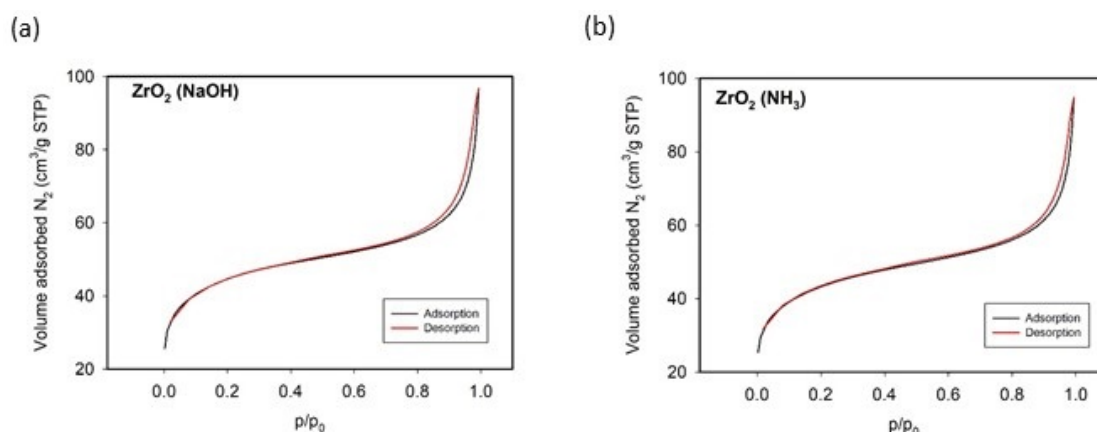 (a)
ZrO₂ (NaOH)
Volume adsorbed N₂ (cm³/g STP)
100
80
60
40
20
Adsorption
Desorption
0.0 0.2 0.4 0.6 0.8 1.0
p/p₀
(b)
ZrO₂ (NH₃)
Volume adsorbed N₂ (cm³/g STP)
100
80
60
40
20
Adsorption
Desorption
0.0 0.2 0.4 0.6 0.8 1.0
p/p₀